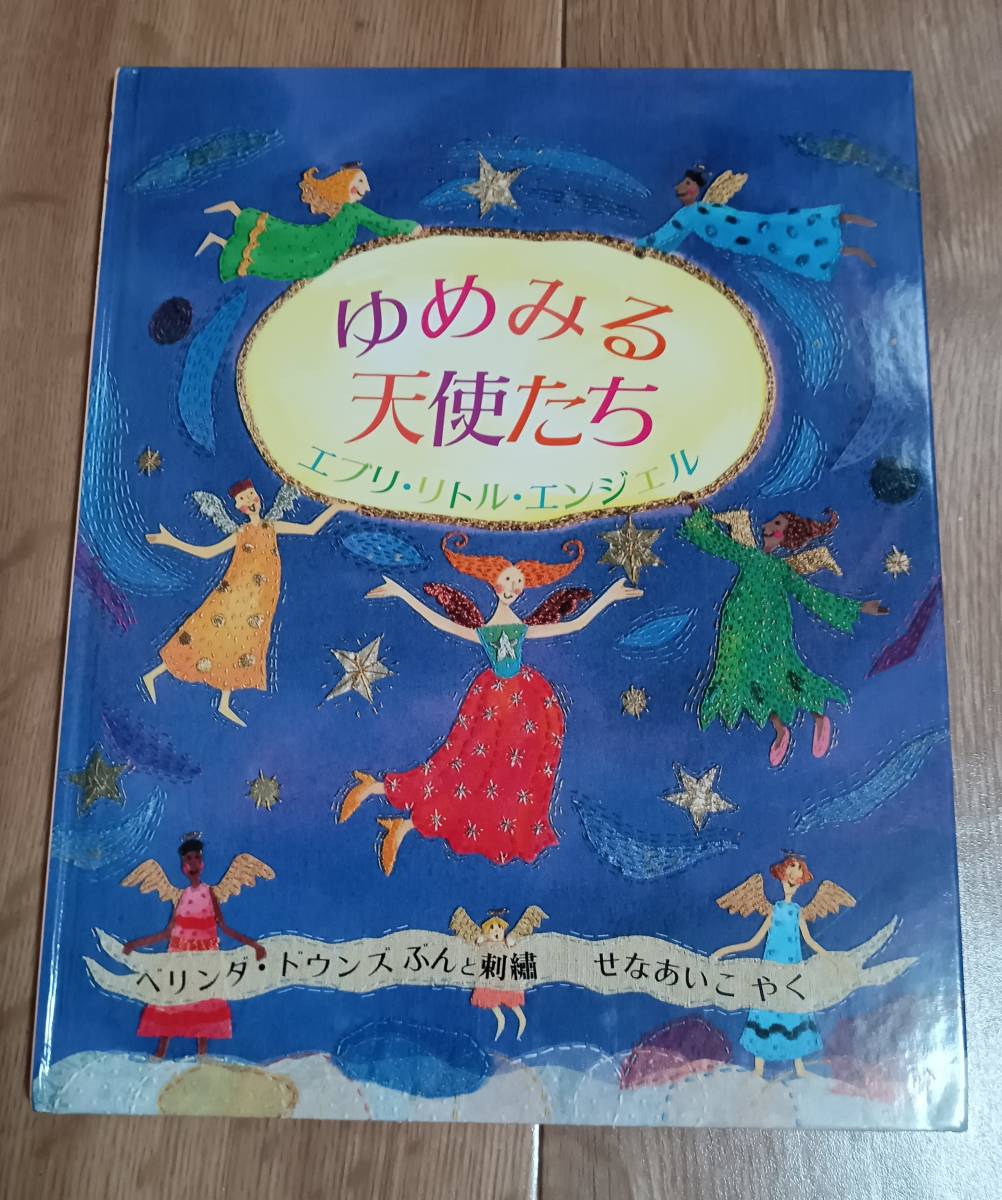 ゆめみる
天使たち
エブリ・リトル・エンジェル
ベリンダ・ドウンズ ぶんと刺繡 せなあいこ やく